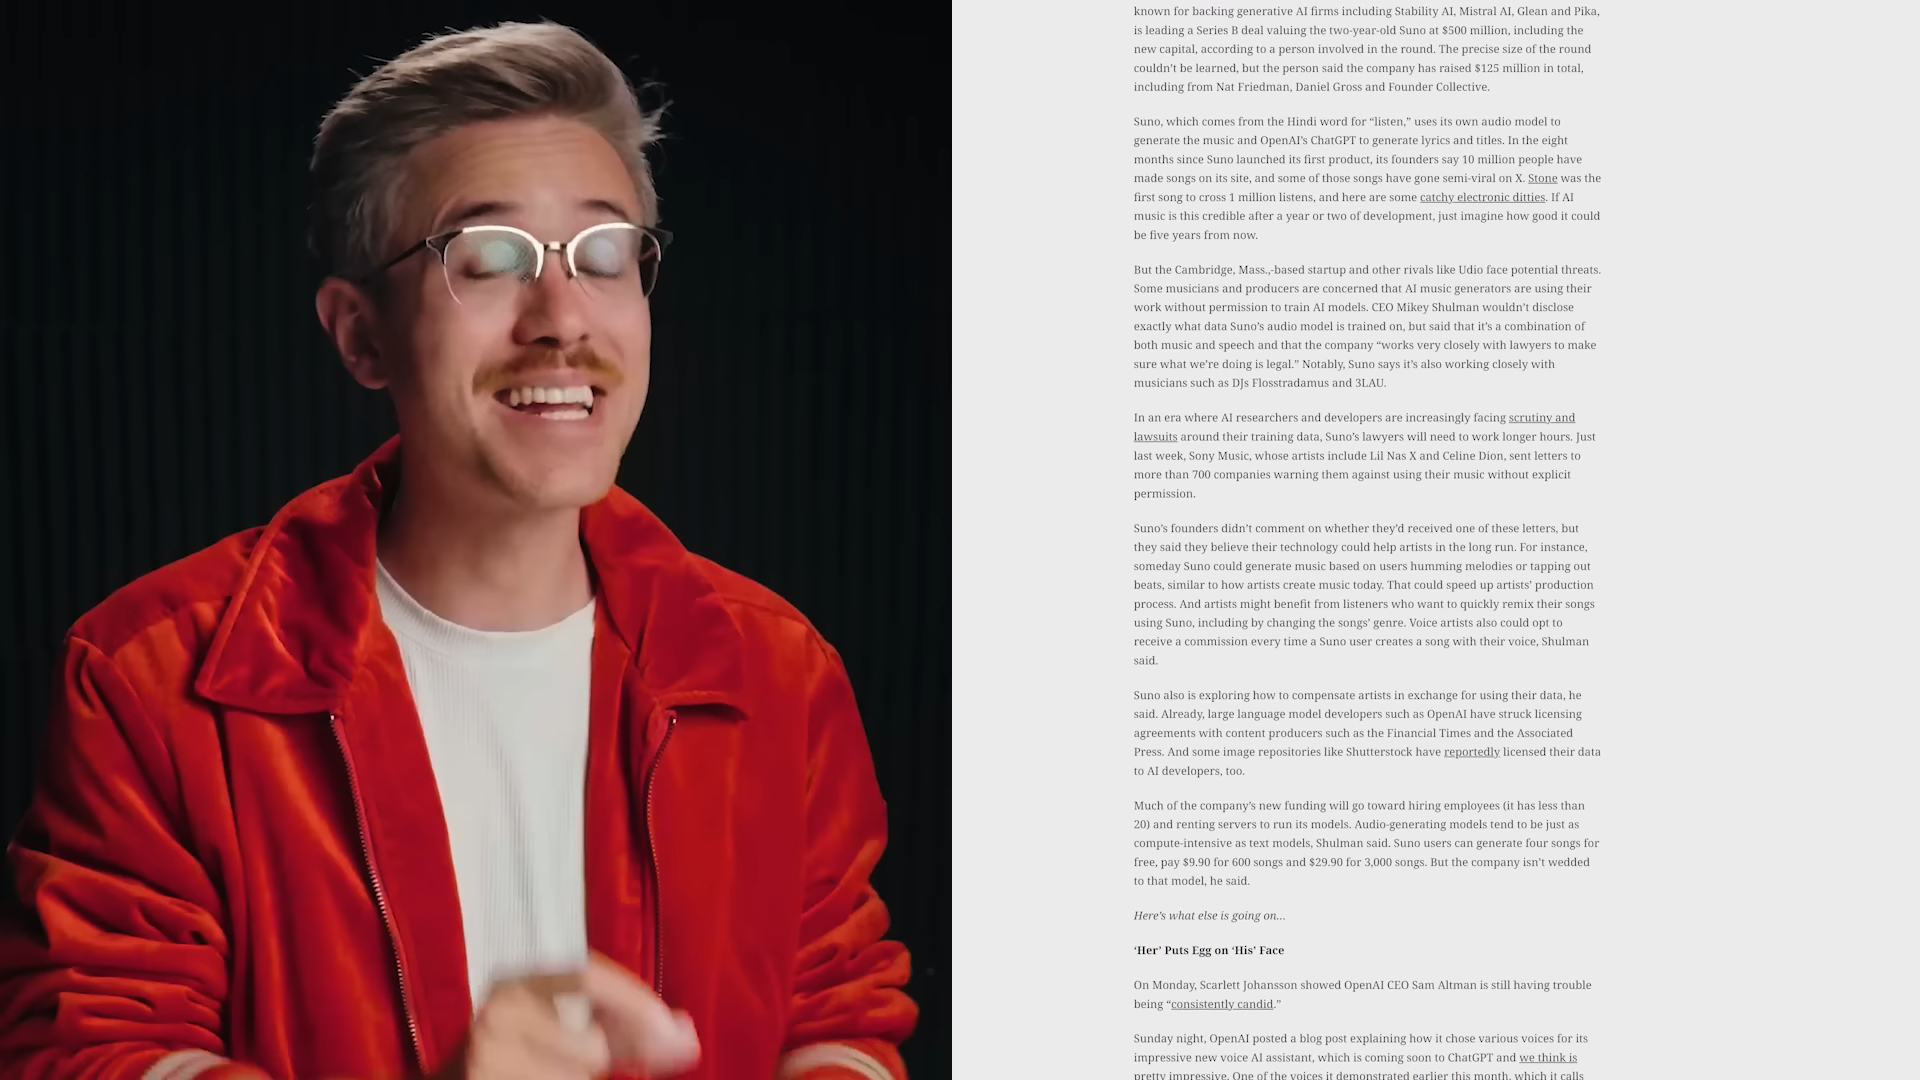 known for backing generative AI firms including Stability AI, Mistral AI, Glean and Pika,
is leading a Series B deal valuing the two-year-old Suno at $500 million, including the
new capital, according to a person involved in the round. The precise size of the round
couldn’t be learned, but the person said the company has raised $125 million in total,
including from Nat Friedman, Daniel Gross and Founder Collective.
Suno, which comes from the Hindi word for “listen,” uses its own audio model to
generate the music and OpenAI’s ChatGPT to generate lyrics and titles. In the eight
months since Suno launched its first product, its founders say 10 million people have
made songs on its site, and some of those songs have gone semi-viral on X. Stone was the
first song to cross 1 million listens, and here are some catchy electronic ditties. If AI
music is this credible after a year or two of development, just imagine how good it could
be five years from now.
But the Cambridge, Mass.,-based startup and other rivals like Udio face potential threats.
Some musicians and producers are concerned that AI music generators are using their
work without permission to train AI models. CEO Mikey Shulman wouldn’t disclose
exactly what data Suno’s audio model is trained on, but said that it’s a combination of
both music and speech and that the company “works very closely with lawyers to make
sure what we’re doing is legal.” Notably, Suno says it’s also working closely with
musicians such as DJs Flosstradamus and 3LAU.
In an era where AI researchers and developers are increasingly facing scrutiny and
lawsuits around their training data, Suno’s lawyers will need to work longer hours. Just
last week, Sony Music, whose artists include Lil Nas X and Celine Dion, sent letters to
more than 700 companies warning them against using their music without explicit
permission.
Suno’s founders didn’t comment on whether they’d received one of these letters, but
they said they believe their technology could help artists in the long run. For instance,
someday Suno could generate music based on users humming melodies or tapping out
beats, similar to how artists create music today. That could speed up artists’ production
process. And artists might benefit from listeners who want to quickly remix their songs
using Suno, including by changing the songs’ genre. Voice artists also could opt to
receive a commission every time a Suno user creates a song with their voice, Shulman
said.
Suno also is exploring how to compensate artists in exchange for using their data, he
said. Already, large language model developers such as OpenAI have struck licensing
agreements with content producers such as the Financial Times and the Associated
Press. And some image repositories like Shutterstock have reportedly licensed their data
to AI developers, too.
Much of the company’s new funding will go toward hiring employees (it has less than
20) and renting servers to run its models. Audio-generating models tend to be just as
compute-intensive as text models, Shulman said. Suno users can generate four songs for
free, pay $9.90 for 600 songs and $29.90 for 3,000 songs. But the company isn’t wedded
to that model, he said.
Here’s what else is going on…
‘Her’ Puts Egg on ‘His’ Face
On Monday, Scarlett Johansson showed OpenAI CEO Sam Altman is still having trouble
being “consistently candid.”
Sunday night, OpenAI posted a blog post explaining how it chose various voices for its
impressive new voice AI assistant, which is coming soon to ChatGPT and we think is
pretty impressive. One of the voices it demonstrated earlier this month, which it calls